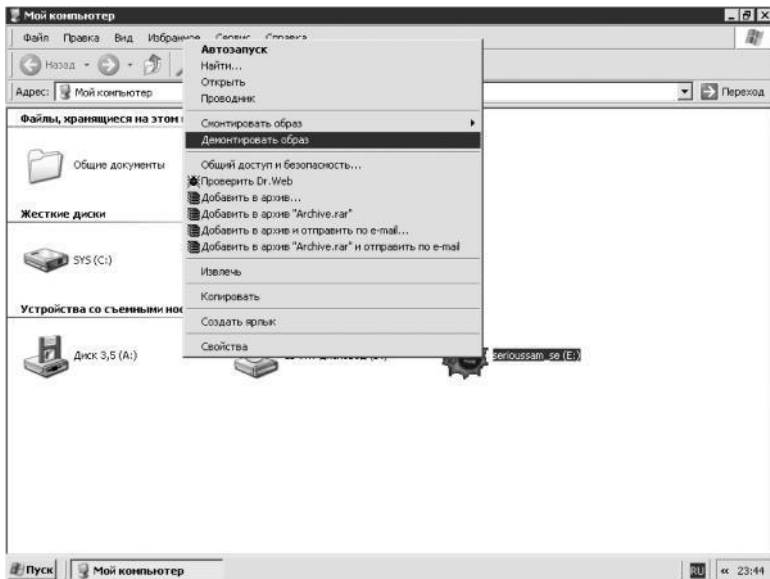 Мой компьютер
Файл Правка Вид Избранное Сервис Справка
Назад
Адрес: Мой компьютер Переход
Файлы, хранящиеся на этом
Общие документы
Жесткие диски
SYS (C:)
Устройства со съемными нос
Диск 3,5 (A:)
serioussam_se (E:)
Автозапуск
Найти...
Открыть
Проводник
Смонтировать образ
Демонтировать образ
Общий доступ и безопасность...
Проверить Dr.Web
Добавить в архив...
Добавить в архив "Archive.rar"
Добавить в архив и отправить по e-mail...
Добавить в архив "Archive.rar" и отправить по e-mail
Извлечь
Копировать
Создать ярлык
Свойства
Пуск Мой компьютер RU « 23:44